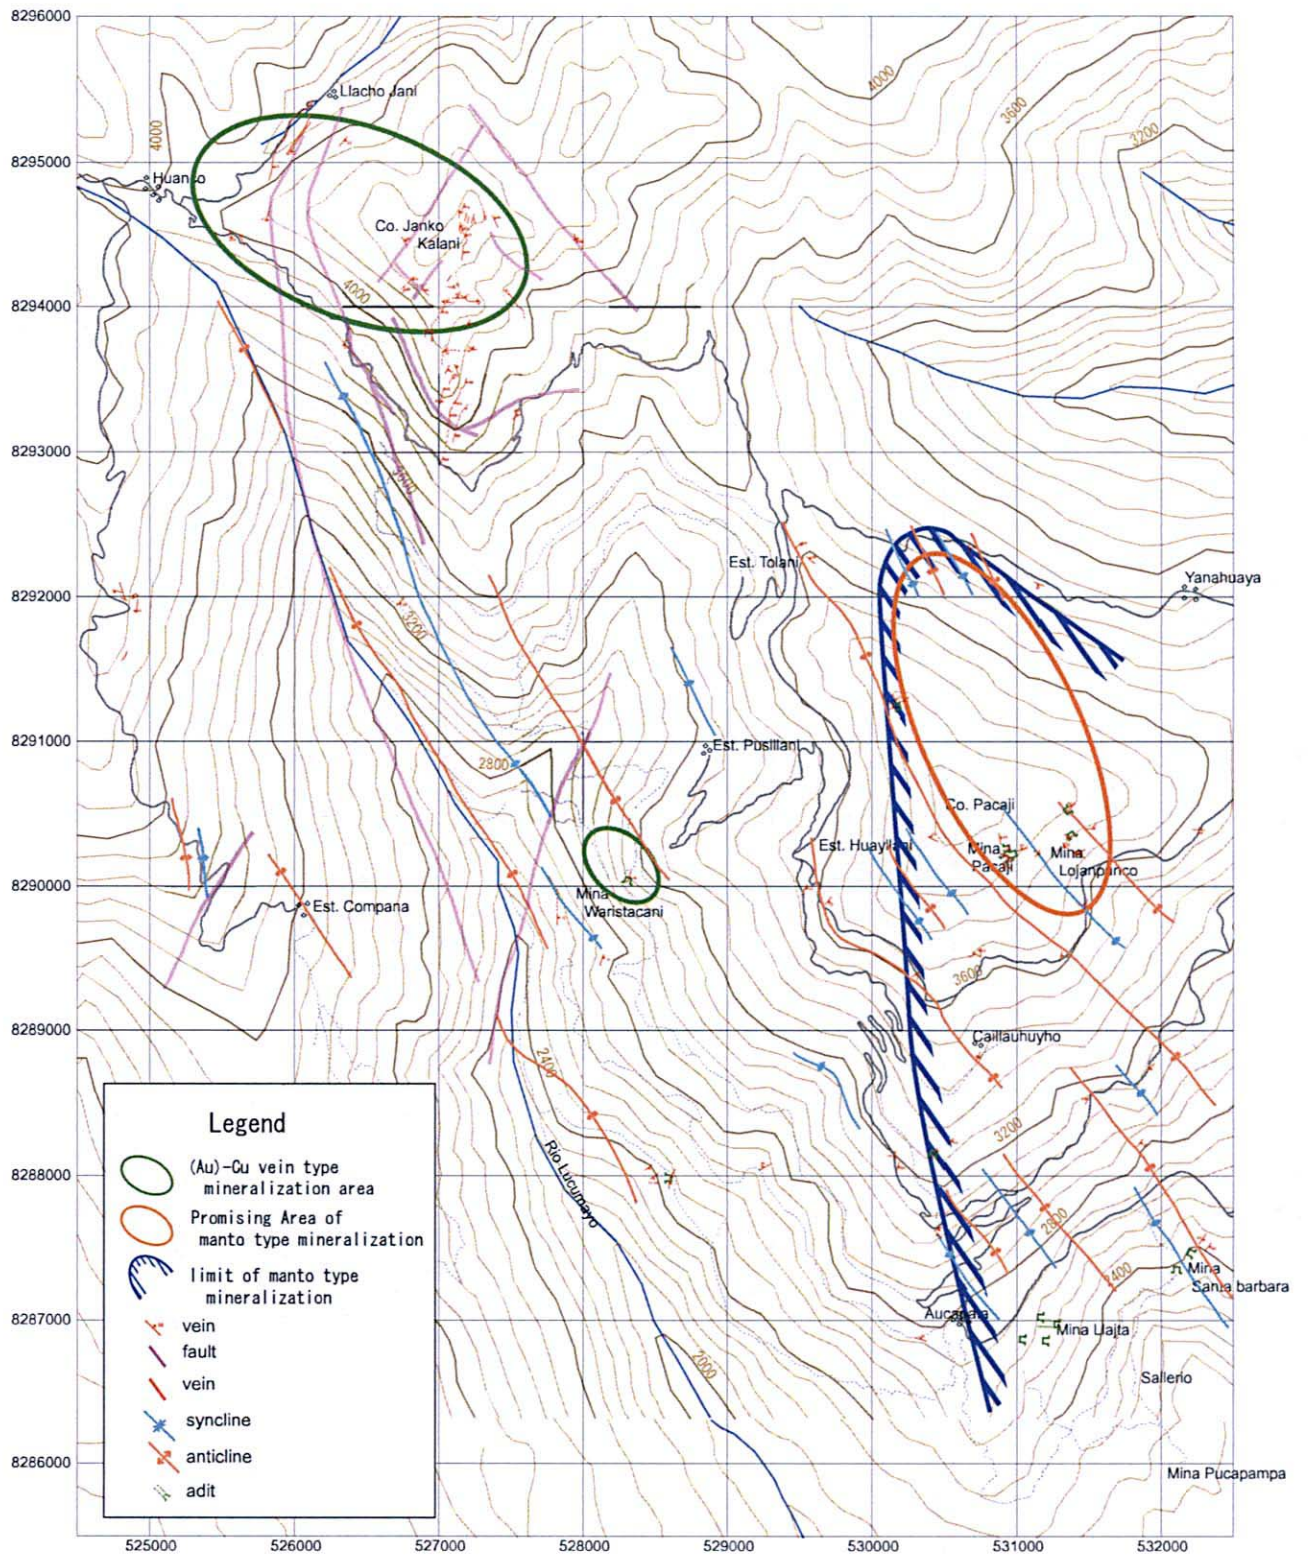 8296000
8295000
8294000
8293000
8292000
8291000
8290000
8289000
8288000
8287000
8286000
525000
526000
527000
528000
529000
530000
531000
532000
4000
3600
3200
4000
Llacho Jani
Huanco
Co. Janko
Kalani
4000
3600
Est. Tolani
Yanahuaya
3200
Est. Pusillani
2800
Co. Pacaji
Est. Huayllani
Mina
Pacaji
Mina
Lojanpunco
Mina
Waristacani
Est. Compana
3600
Caillauhuyho
2400
3200
Rio Lucumayo
2800
2400
Mina
Santa barbara
Aucapata
Mina Llajta
2000
Sallerio
Mina Pucapampa
Legend
(Au)-Cu vein type
mineralization area
Promising Area of
manto type mineralization
limit of manto type
mineralization
vein
fault
vein
syncline
anticline
adit